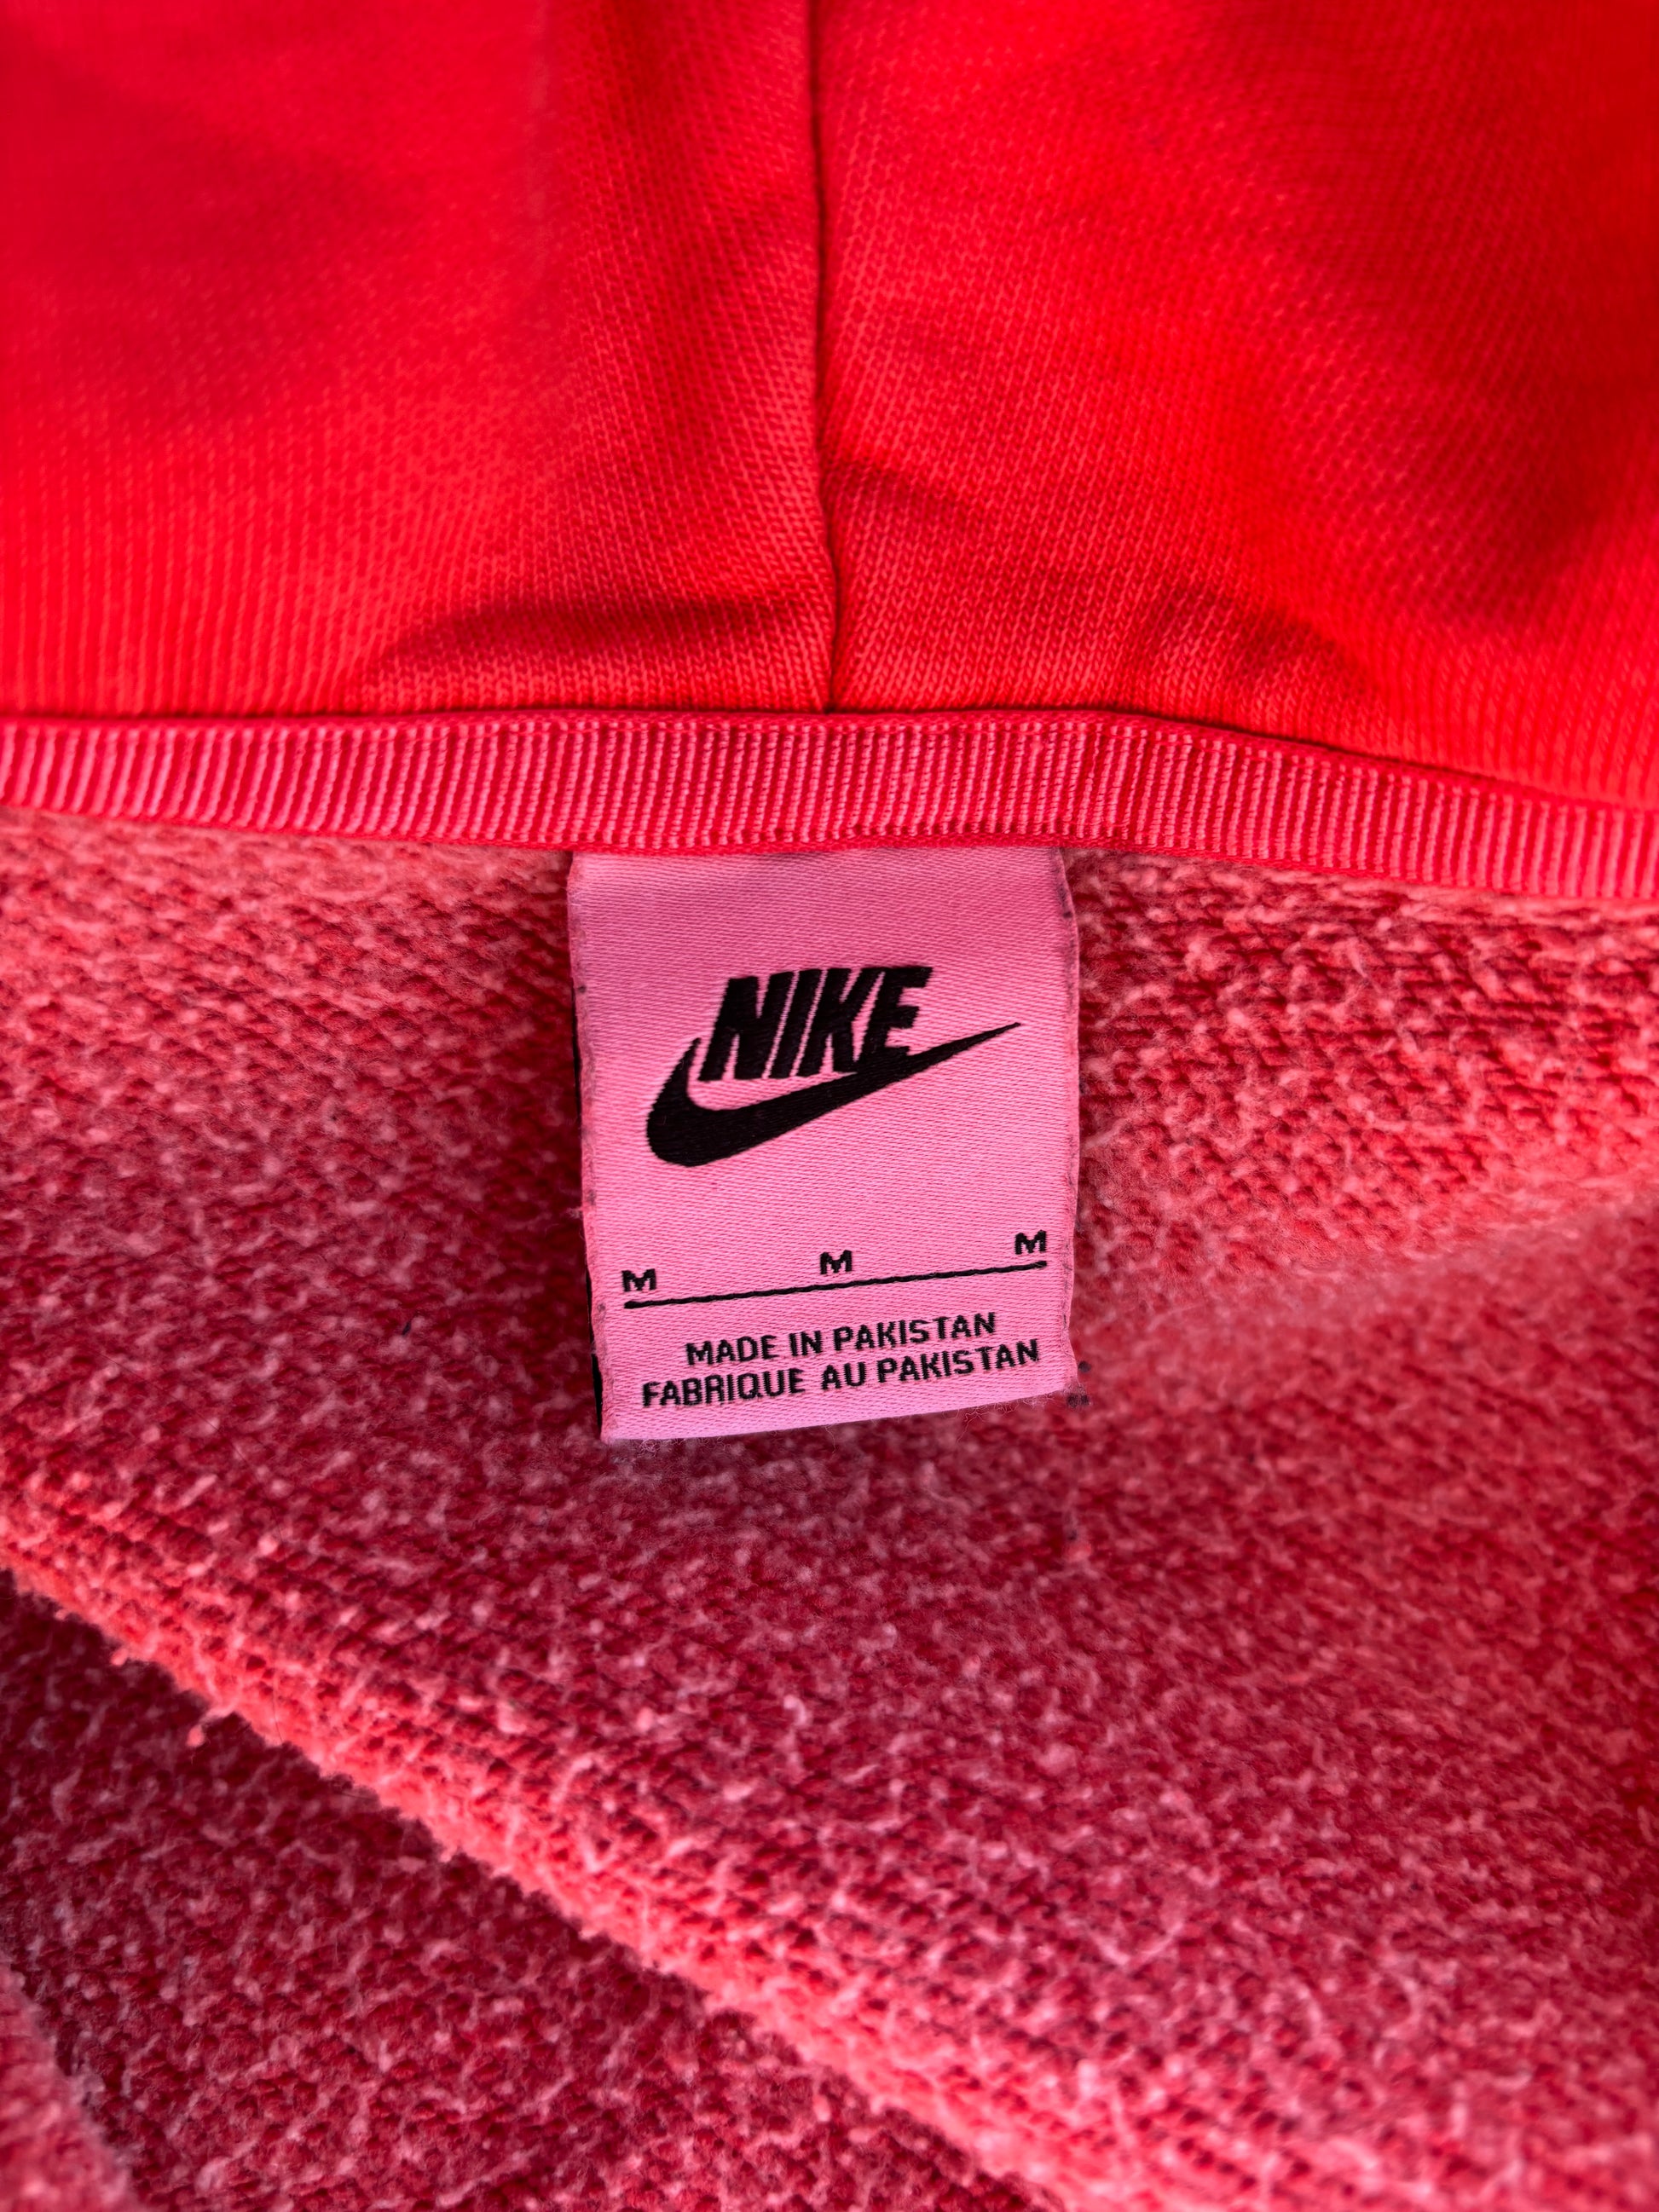 NIKE
M M M
MADE IN PAKISTAN
FABRIQUE AU PAKISTAN